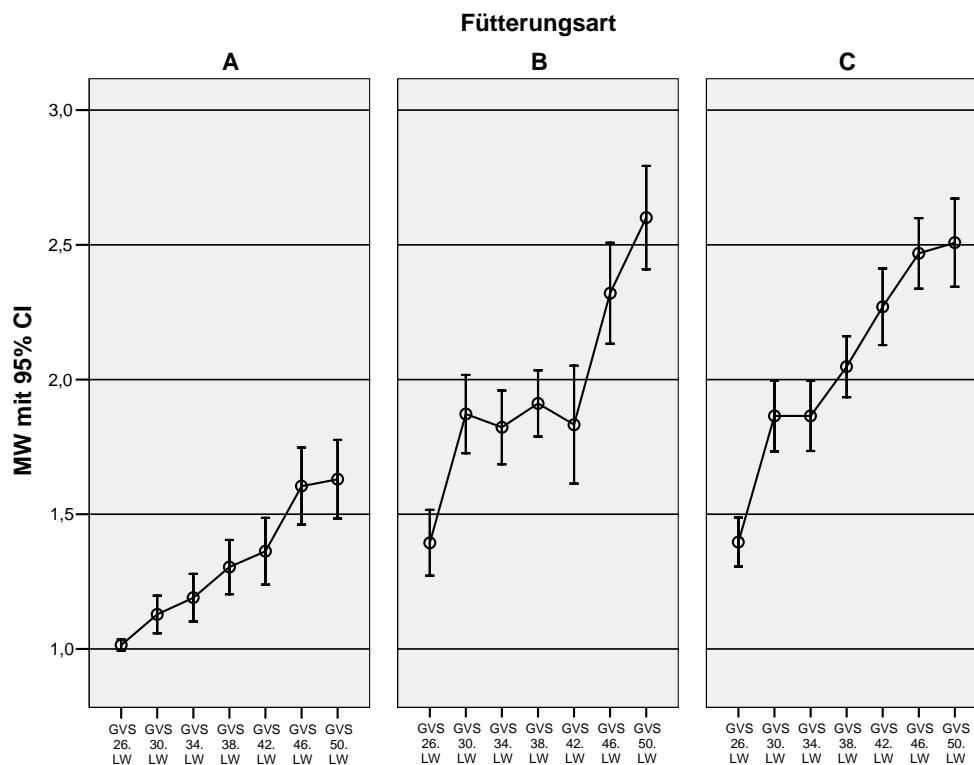 Fütterungsart
A B C
MW mit 95% CI
3,0
2,5
2,0
1,5
1,0
GVS GVS GVS GVS GVS GVS GVS GVS GVS GVS GVS GVS GVS GVS GVS GVS GVS GVS GVS GVS GVS
26. 30. 34. 38. 42. 46. 50. 26. 30. 34. 38. 42. 46. 50. 26. 30. 34. 38. 42. 46. 50.
LW LW LW LW LW LW LW LW LW LW LW LW LW LW LW LW LW LW LW LW LW